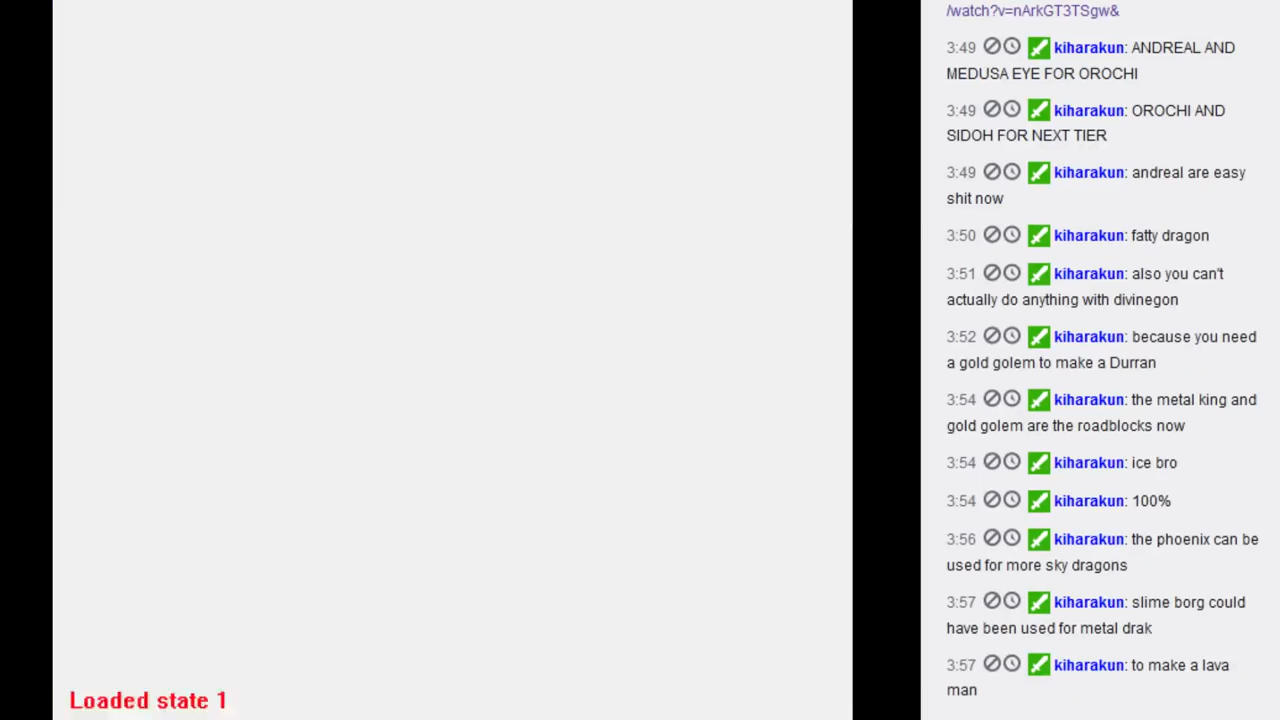 /watch?v=nArkGT3TSgw&
3:49 kiharakun: ANDREAL AND
MEDUSA EYE FOR OROCHI
3:49 kiharakun: OROCHI AND
SIDOH FOR NEXT TIER
3:49 kiharakun: andreal are easy
shit now
3:50 kiharakun: fatty dragon
3:51 kiharakun: also you can't
actually do anything with divinegon
3:52 kiharakun: because you need
a gold golem to make a Durran
3:54 kiharakun: the metal king and
gold golem are the roadblocks now
3:54 kiharakun: ice bro
3:54 kiharakun: 100%
3:56 kiharakun: the phoenix can be
used for more sky dragons
3:57 kiharakun: slime borg could
have been used for metal drak
3:57 kiharakun: to make a lava
man
Loaded state 1